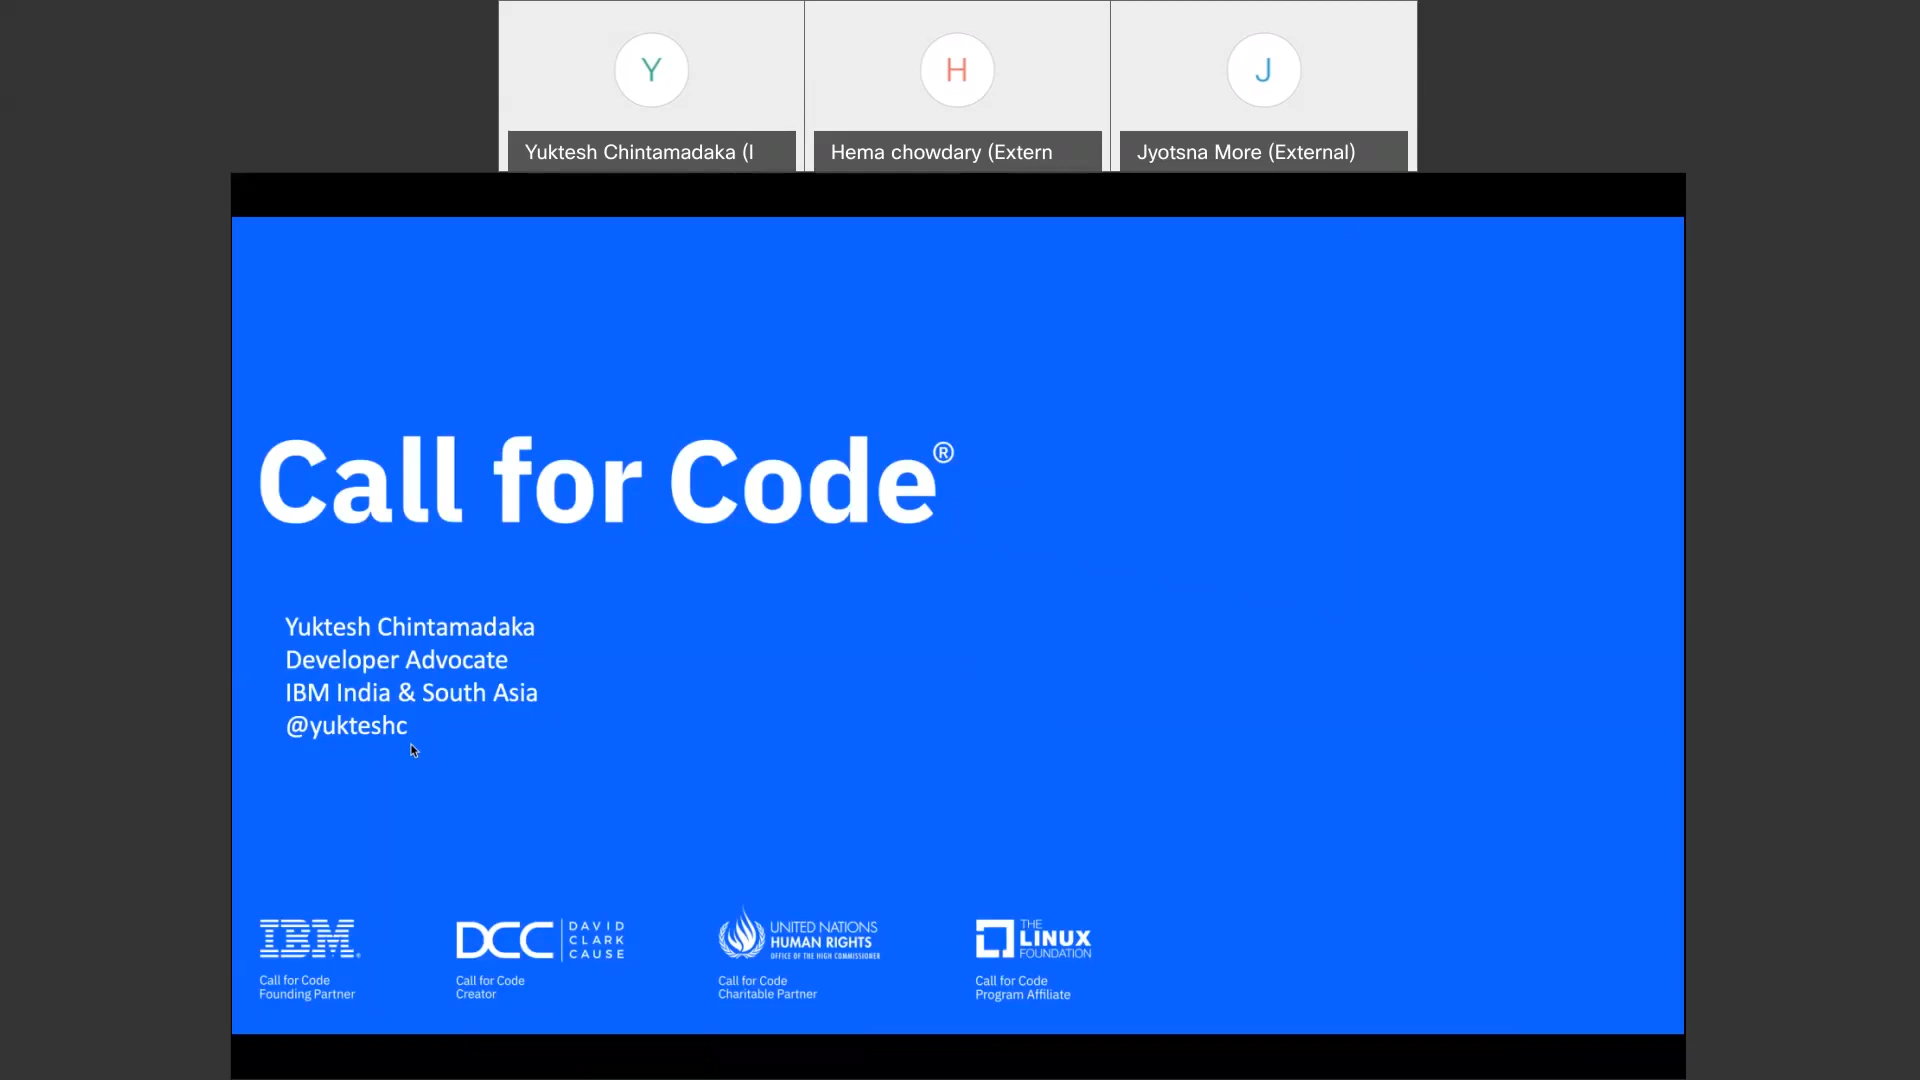 Y
H
J
Yuktesh Chintamadaka (I
Hema chowdary (Extern
Jyotsna More (External)
Call for Code®
Yuktesh Chintamadaka
Developer Advocate
IBM India & South Asia
@yukteshc
IBM®
Call for Code
Founding Partner
DCC
DAVID
CLARK
CAUSE
Call for Code
Creator
UNITED NATIONS
HUMAN RIGHTS
OFFICE OF THE HIGH COMMISSIONER
Call for Code
Charitable Partner
THE
LINUX
FOUNDATION
Call for Code
Program Affiliate